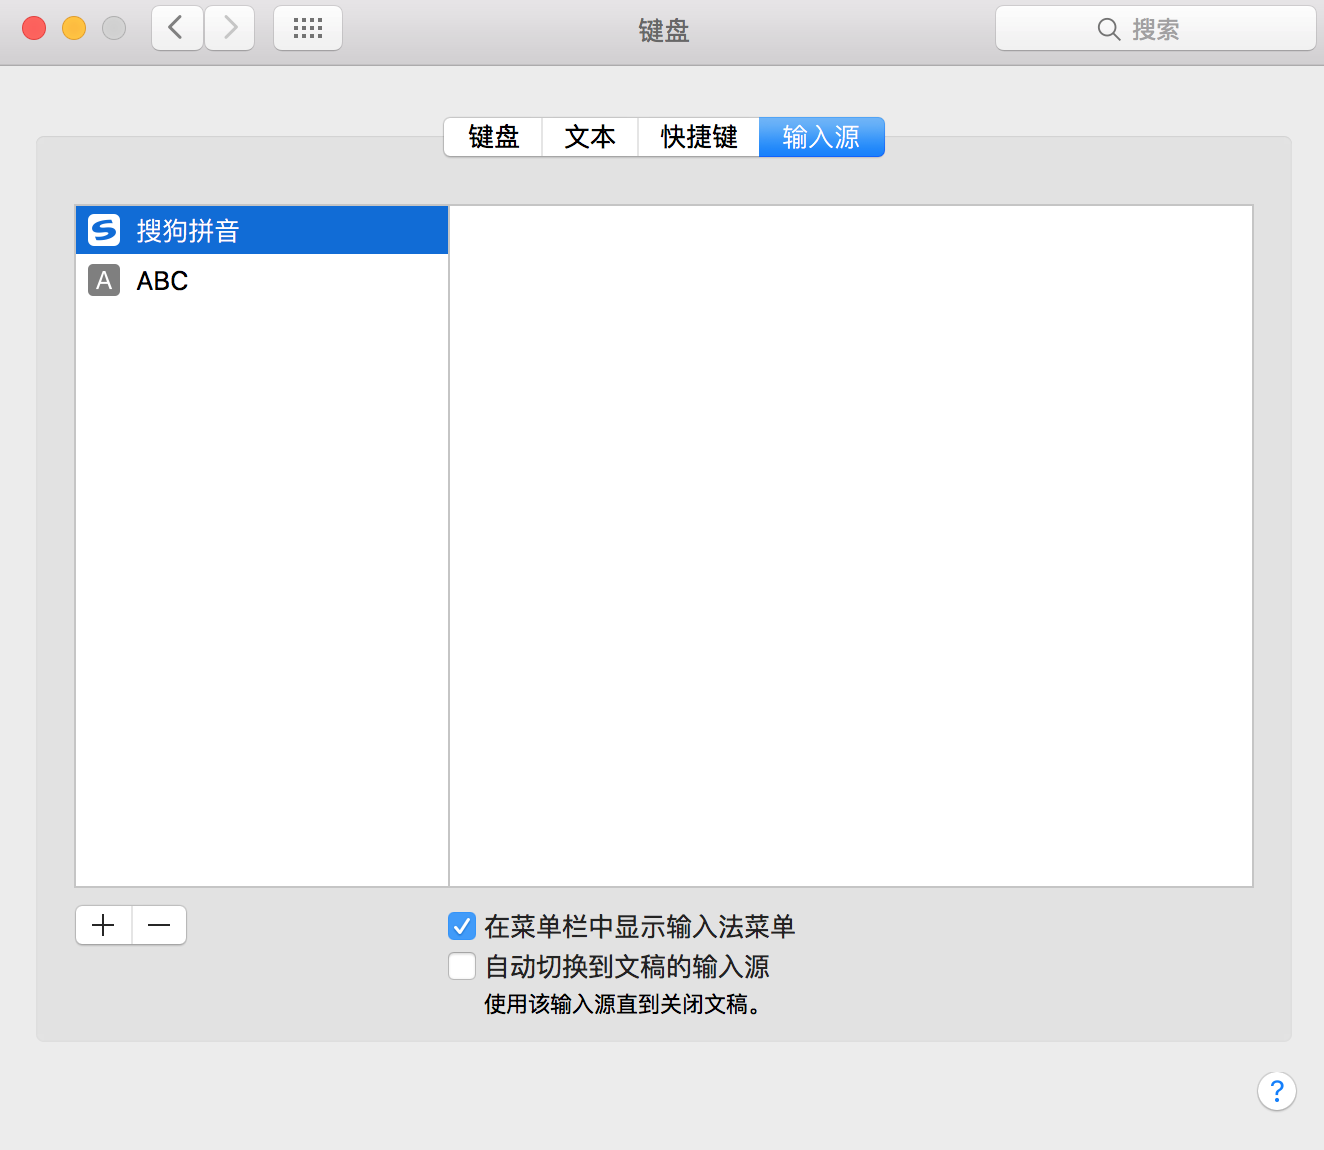 键盘
搜索
键盘 文本 快捷键 输入源
搜狗拼音
A ABC
在菜单栏中显示输入法菜单
自动切换到文稿的输入源
使用该输入源直到关闭文稿。
?